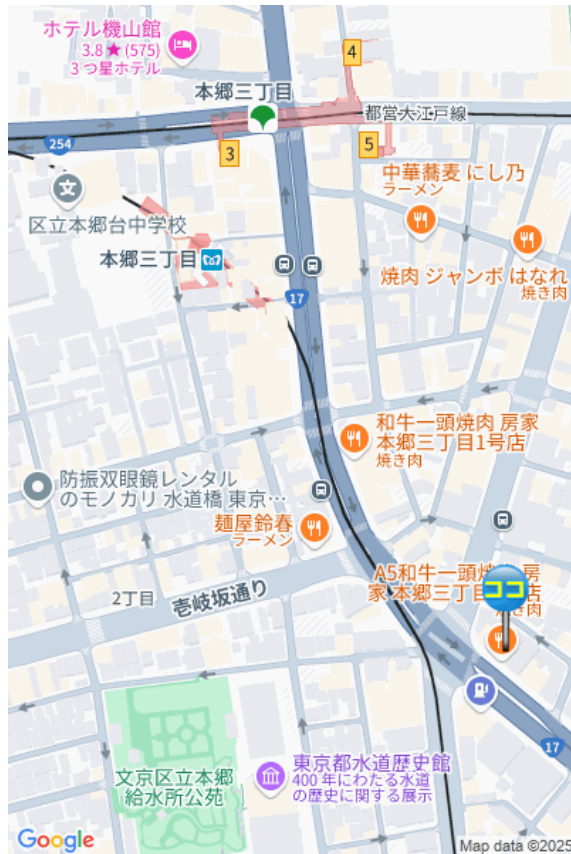 ホテル機山館
3.8★(575)
3 つ星ホテル
4
本郷三丁目
都営大江戸線
254
3
5
中華蕎麦 にし乃
ラーメン
区立本郷台中学校
本郷三丁目
焼肉 ジャンボ はなれ
焼き肉
17
和牛一頭焼肉 房家
本郷三丁目1号店
焼き肉
防振双眼鏡レンタル
のモノカリ 水道橋 東京…
麺屋鈴春
ラーメン
A5和牛一頭焼
房
家 本郷三丁目
店
ココ
焼き肉
2丁目
壱岐坂通り
17
文京区立本郷
給水所公苑
東京都水道歴史館
400 年にわたる水道
の歴史に関する展示
Google
Map data ©2025